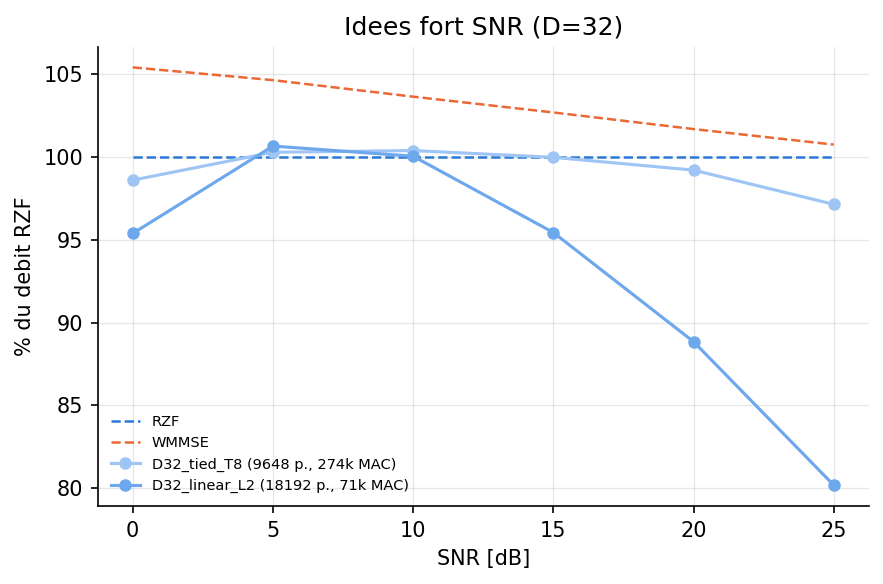 Idees fort SNR (D=32)
% du debit RZF
105
100
95
90
85
80
RZF
WMMSE
D32_tied_T8 (9648 p., 274k MAC)
D32_linear_L2 (18192 p., 71k MAC)
0 5 10 15 20 25
SNR [dB]